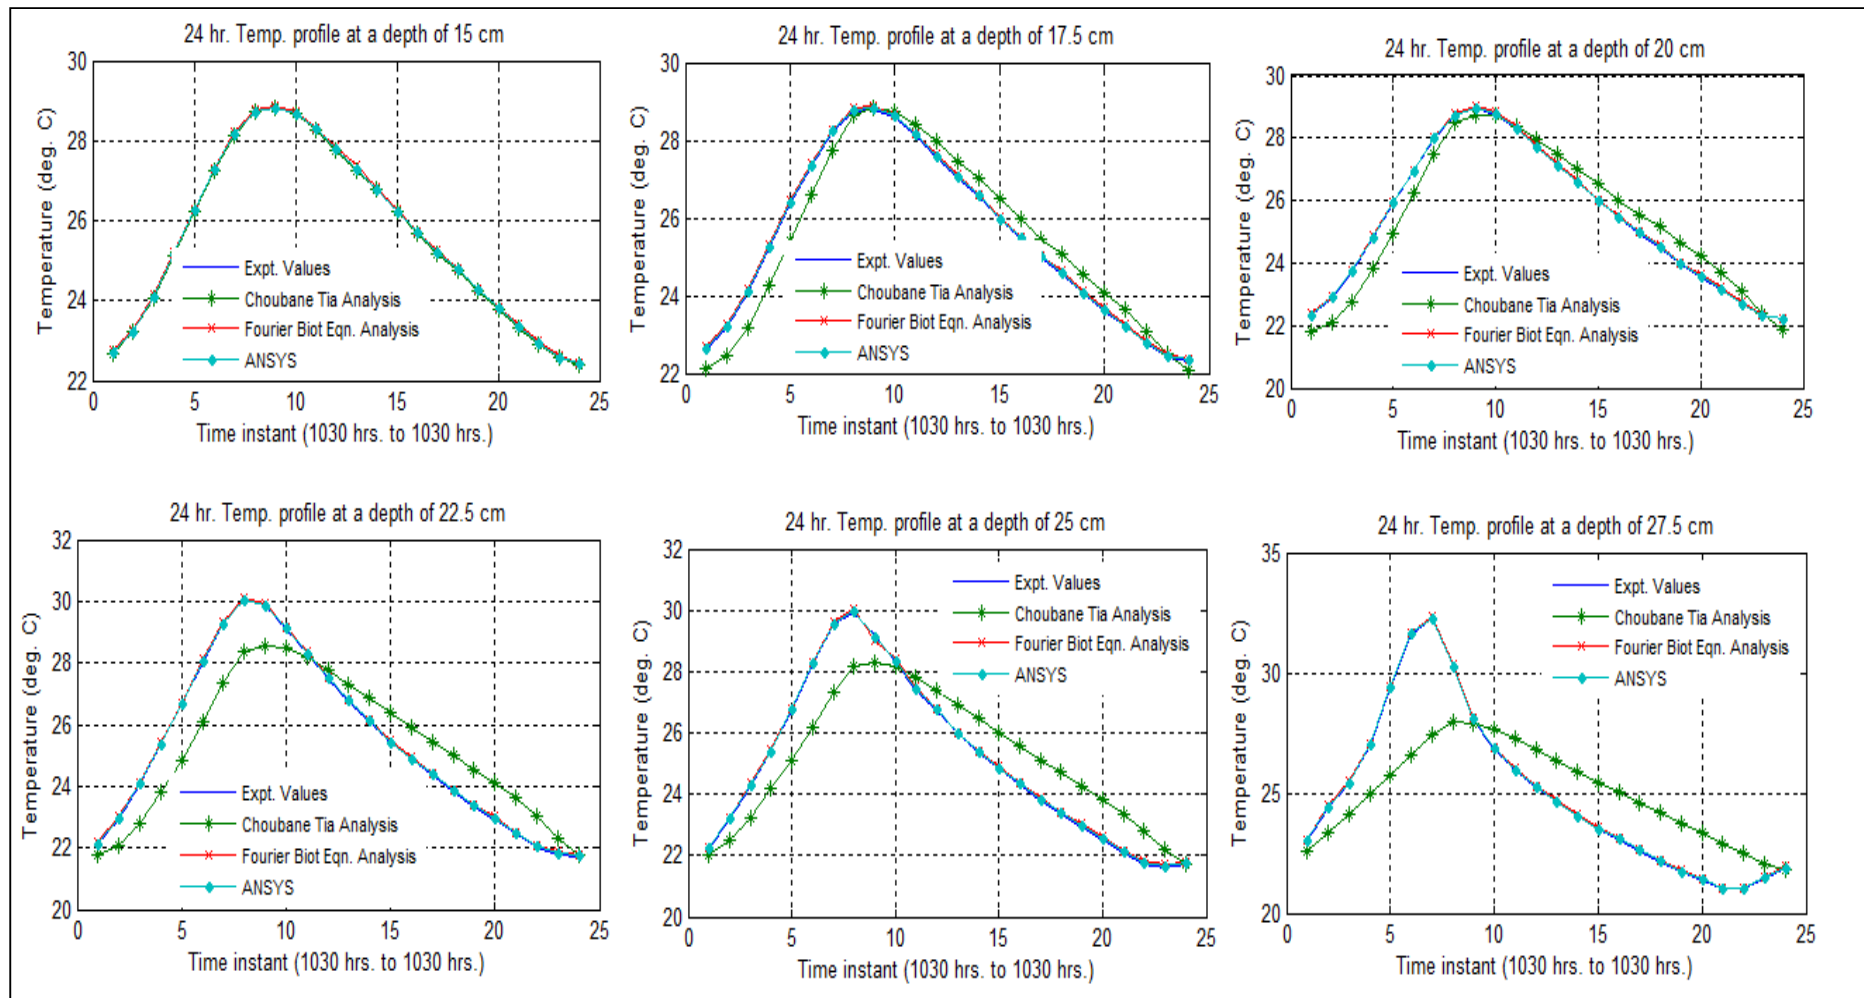 24 hr. Temp. profile at a depth of 15 cm
30
28
26
24
22
0 5 10 15 20 25
Temperature (deg. C)
Time instant (1030 hrs. to 1030 hrs.)
Expt. Values
Choubane Tia Analysis
Fourier Biot Eqn. Analysis
ANSYS
24 hr. Temp. profile at a depth of 17.5 cm
30
28
26
24
22
0 5 10 15 20 25
Temperature (deg. C)
Time instant (1030 hrs. to 1030 hrs.)
Expt. Values
Choubane Tia Analysis
Fourier Biot Eqn. Analysis
ANSYS
24 hr. Temp. profile at a depth of 20 cm
30
28
26
24
22
20
0 5 10 15 20 25
Temperature (deg. C)
Time instant (1030 hrs. to 1030 hrs.)
Expt. Values
Choubane Tia Analysis
Fourier Biot Eqn. Analysis
ANSYS
24 hr. Temp. profile at a depth of 22.5 cm
32
30
28
26
24
22
20
0 5 10 15 20 25
Temperature (deg. C)
Time instant (1030 hrs. to 1030 hrs.)
Expt. Values
Choubane Tia Analysis
Fourier Biot Eqn. Analysis
ANSYS
24 hr. Temp. profile at a depth of 25 cm
32
30
28
26
24
22
20
0 5 10 15 20 25
Temperature (deg. C)
Time instant (1030 hrs. to 1030 hrs.)
Expt. Values
Choubane Tia Analysis
Fourier Biot Eqn. Analysis
ANSYS
24 hr. Temp. profile at a depth of 27.5 cm
35
30
25
20
0 5 10 15 20 25
Temperature (deg. C)
Time instant (1030 hrs. to 1030 hrs.)
Expt. Values
Choubane Tia Analysis
Fourier Biot Eqn. Analysis
ANSYS